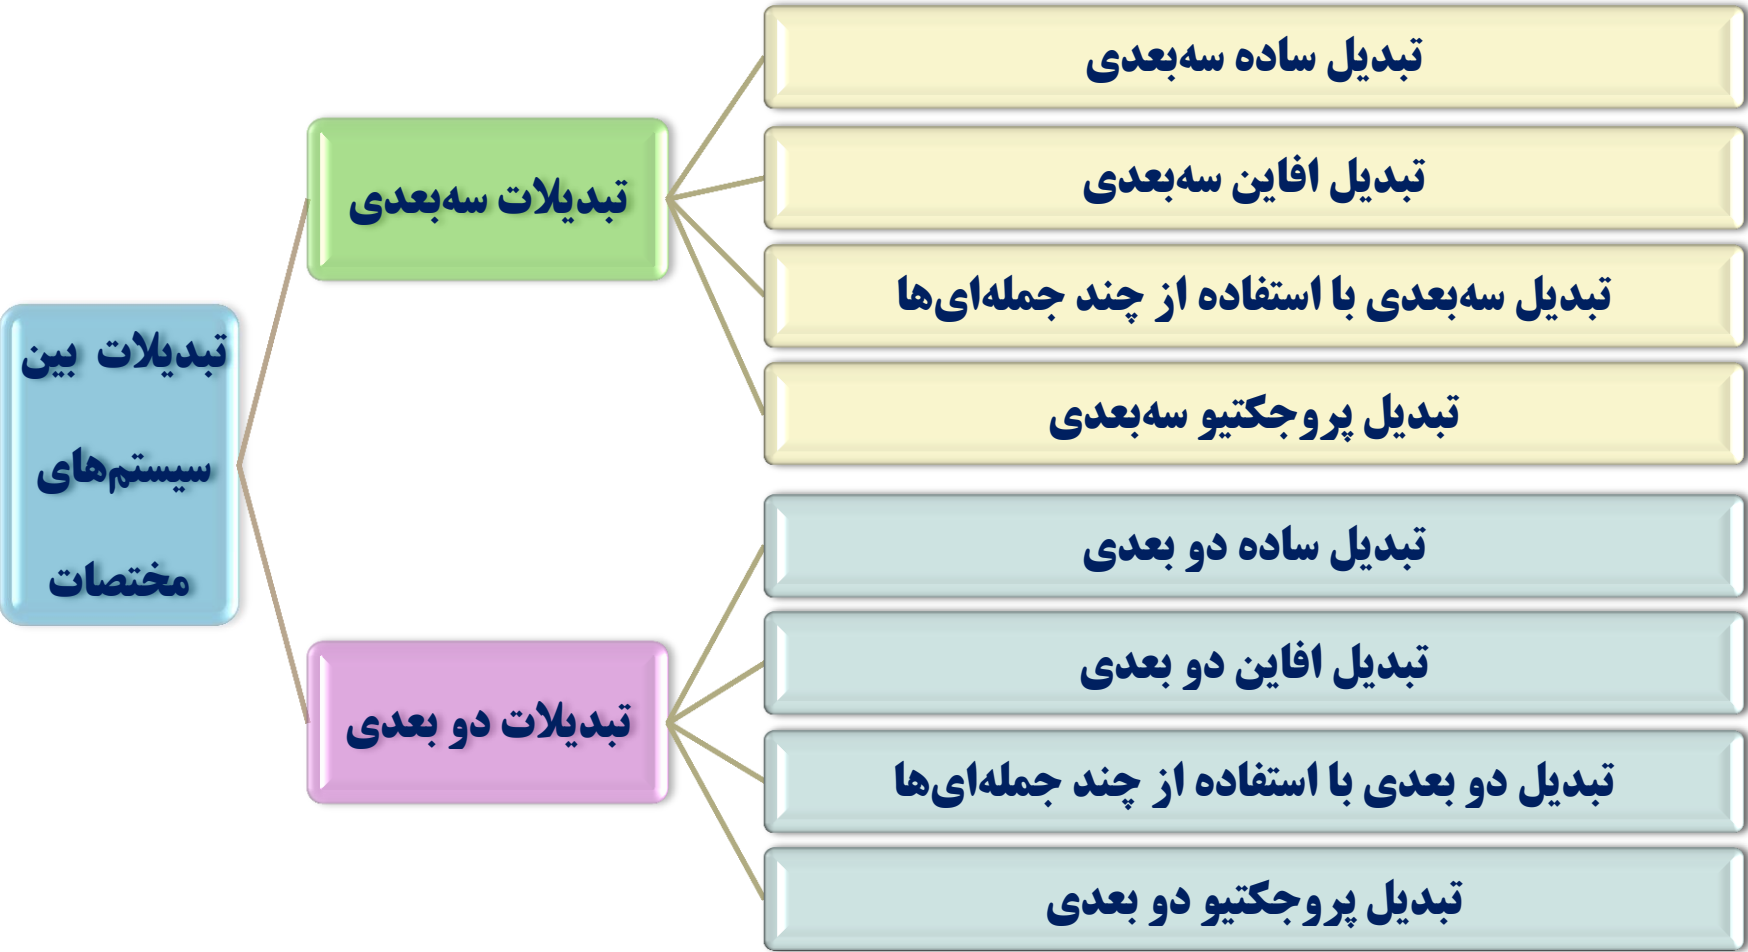 تبدیلات بین
سیستم‌های
مختصات
تبدیلات سه‌بعدی
تبدیل ساده سه‌بعدی
تبدیل افاین سه‌بعدی
تبدیل سه‌بعدی با استفاده از چند جمله‌ای‌ها
تبدیل پروجکتیو سه‌بعدی
تبدیلات دو بعدی
تبدیل ساده دو بعدی
تبدیل افاین دو بعدی
تبدیل دو بعدی با استفاده از چند جمله‌ای‌ها
تبدیل پروجکتیو دو بعدی